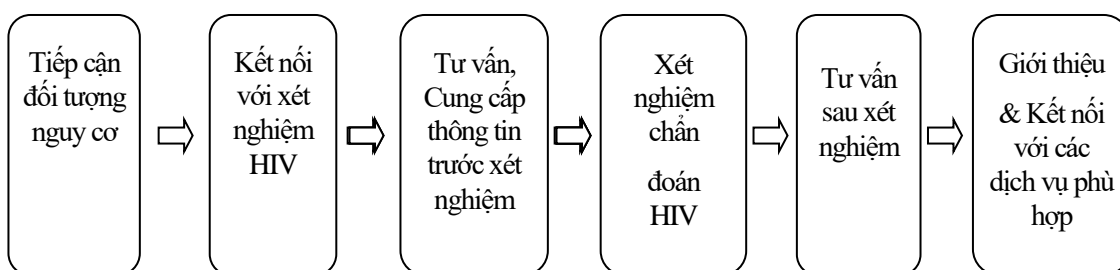 Tiếp cận
đối tượng
nguy cơ
Kết nối
với xét
nghiệm
HIV
Tư vấn,
Cung cấp
thông tin
trước xét
nghiệm
Xét
nghiệm
chẩn
đoán
HIV
Tư vấn
sau xét
nghiệm
Giới thiệu
& Kết nối
với các
dịch vụ phù
hợp